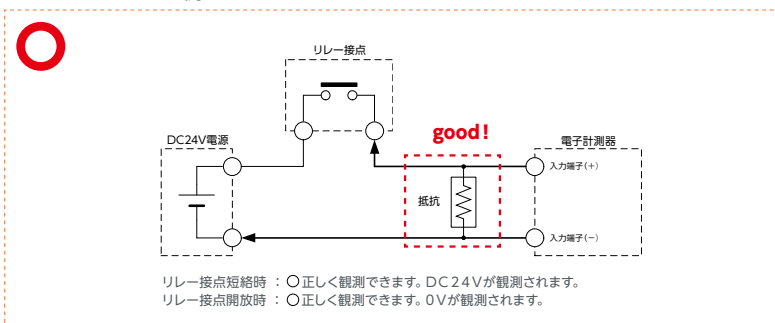 リレー接点
DC24V電源
good!
電子計測器
入力端子(+)
抵抗
入力端子(−)
リレー接点短絡時 : ○正しく観測できます。DC24Vが観測されます。
リレー接点開放時 : ○正しく観測できます。0Vが観測されます。